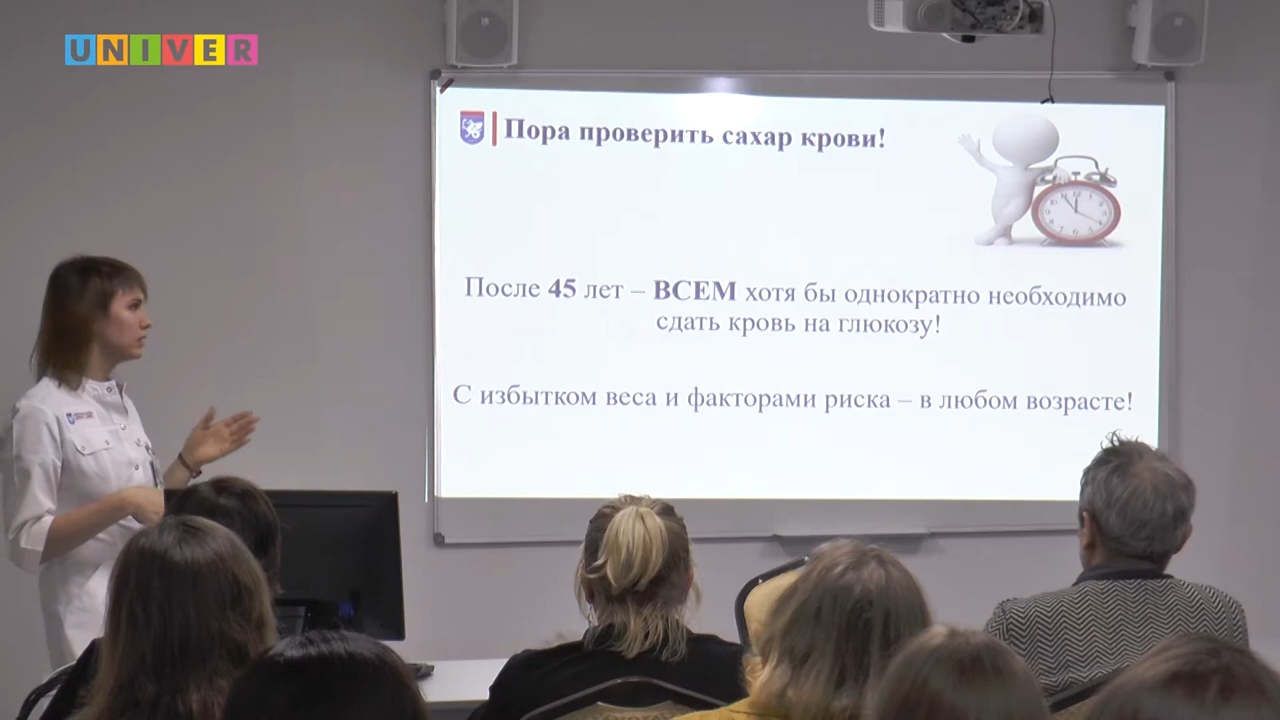 UNIVER
Пора проверить сахар крови!
После 45 лет – ВСЕМ хотя бы однократно необходимо
сдать кровь на глюкозу!
С избытком веса и факторами риска – в любом возрасте!